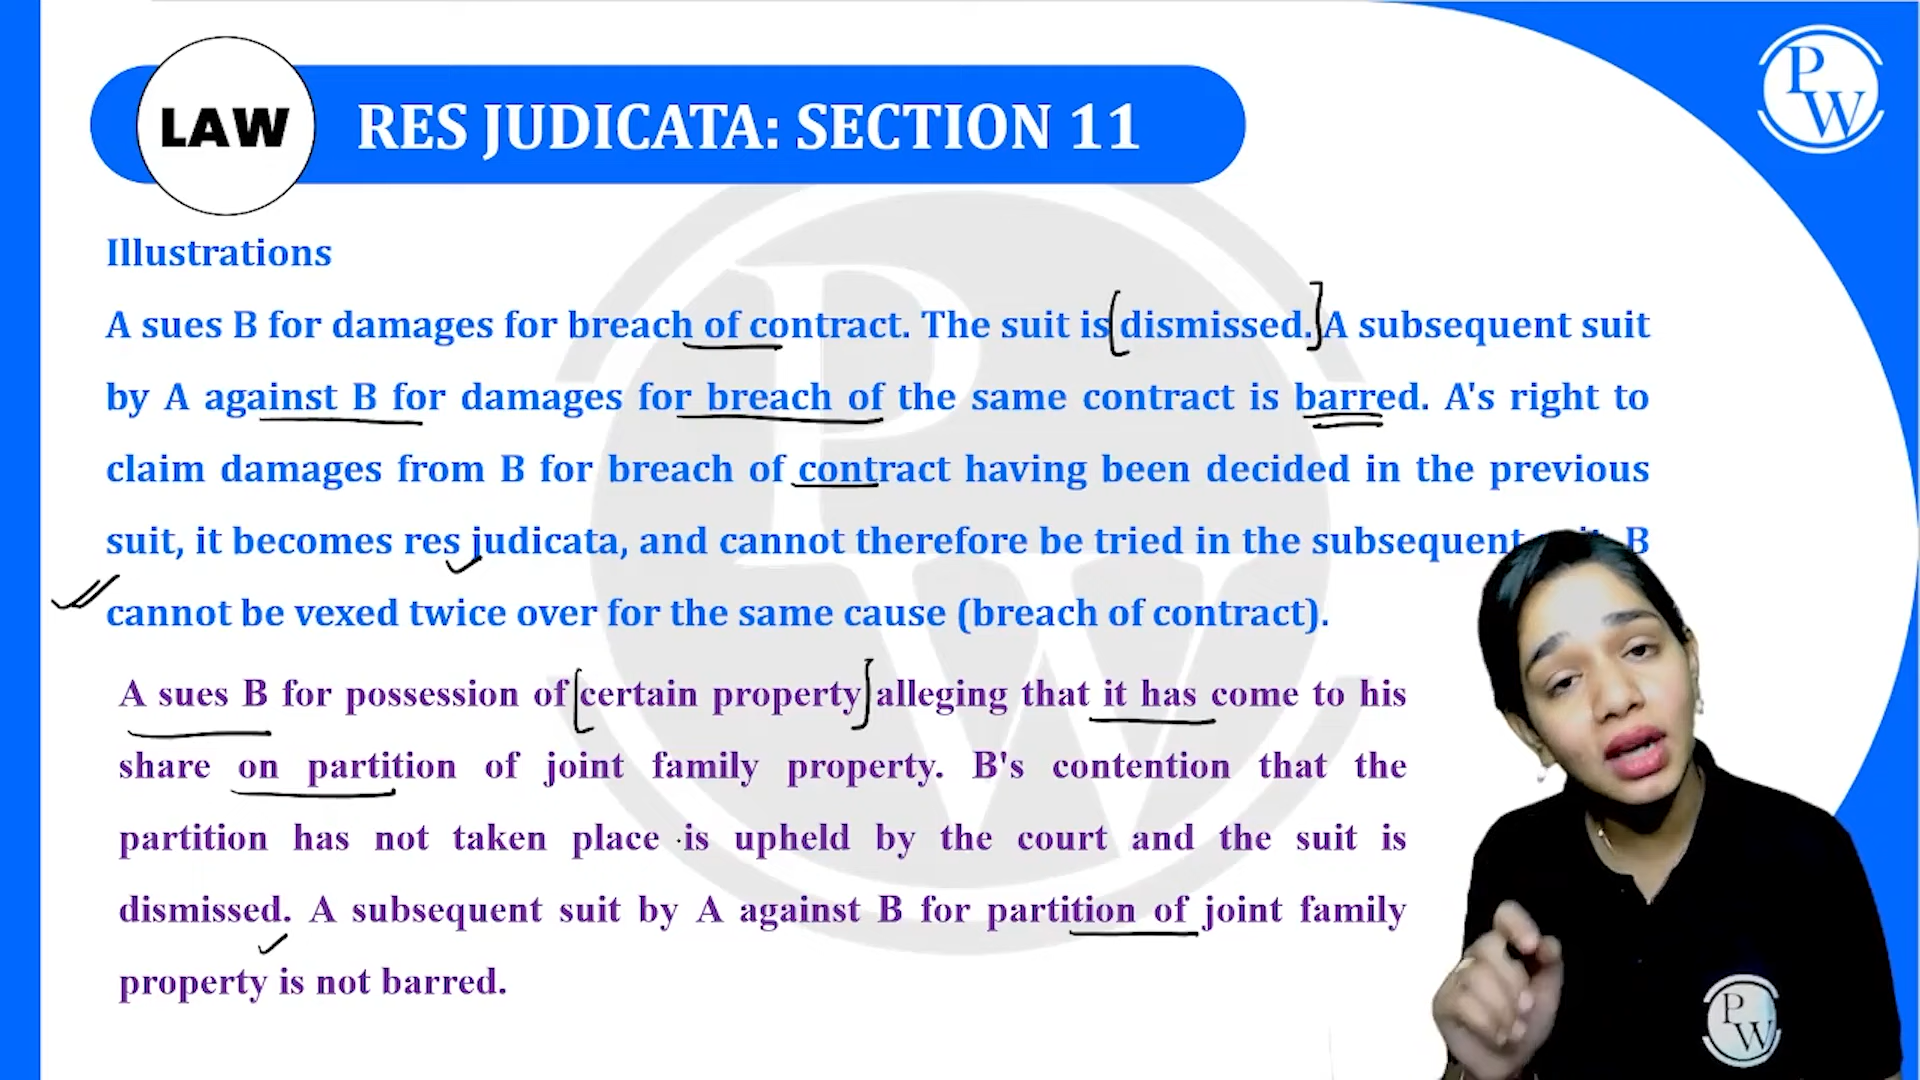 LAW
RES JUDICATA: SECTION 11
PW
Illustrations
A sues B for damages for breach of contract. The suit is [dismissed.] A subsequent suit
by A against B for damages for breach of the same contract is barred. A's right to
claim damages from B for breach of contract having been decided in the previous
suit, it becomes res judicata, and cannot therefore be tried in the subsequent B
cannot be vexed twice over for the same cause (breach of contract).
A sues B for possession of [certain property] alleging that it has come to his
share on partition of joint family property. B's contention that the
partition has not taken place is upheld by the court and the suit is
dismissed. A subsequent suit by A against B for partition of joint family
property is not barred.
PW
PW